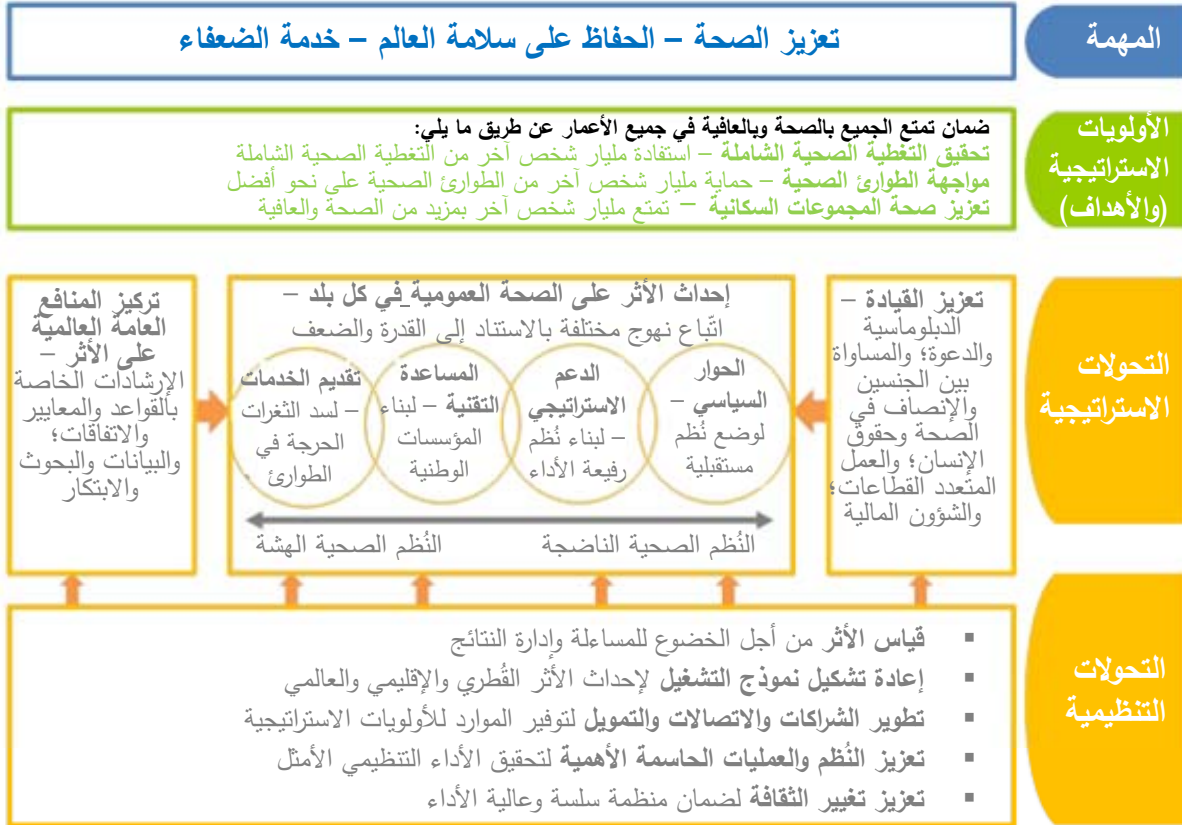 المهمة
تعزيز الصحة – الحفاظ على سلامة العالم – خدمة الضعفاء
الأولويات
الاستراتيجية
(والأهداف)
ضمان تمتع الجميع بالصحة وبالعافية في جميع الأعمار عن طريق ما يلي:
تحقيق التغطية الصحية الشاملة – استفادة مليار شخص آخر من التغطية الصحية الشاملة
مواجهة الطوارئ الصحية – حماية مليار شخص آخر من الطوارئ الصحية على نحو أفضل
تعزيز صحة المجموعات السكانية – تمتع مليار شخص آخر بمزيد من الصحة والعافية
التحولات
الاستراتيجية
تعزيز القيادة –
الدبلوماسية
والدعوة؛ والمساواة
بين الجنسين
والإنصاف في
الصحة وحقوق
الإنسان؛ والعمل
المتعدد القطاعات؛
والشؤون المالية
إحداث الأثر على الصحة العمومية في كل بلد –
اتّباع نهوج مختلفة بالاستناد إلى القدرة والضعف
الحوار
السياسي –
لوضع نُظم
مستقبلية
الدعم
الاستراتيجي
– لبناء نُظم
رفيعة الأداء
المساعدة
التقنية – لبناء
المؤسسات
الوطنية
تقديم الخدمات
– لسد الثغرات
الحرجة في
الطوارئ
النُظم الصحية الناضجة
النُظم الصحية الهشة
تركيز المنافع
العامة العالمية
على الأثر –
الإرشادات الخاصة
بالقواعد والمعايير
والاتفاقات؛
والبيانات والبحوث
والابتكار
التحولات
التنظيمية
▪ قياس الأثر من أجل الخضوع للمساءلة وإدارة النتائج
▪ إعادة تشكيل نموذج التشغيل لإحداث الأثر القُطري والإقليمي والعالمي
▪ تطوير الشراكات والاتصالات والتمويل لتوفير الموارد للأولويات الاستراتيجية
▪ تعزيز النُظم والعمليات الحاسمة الأهمية لتحقيق الأداء التنظيمي الأمثل
▪ تعزيز تغيير الثقافة لضمان منظمة سلسة وعالية الأداء